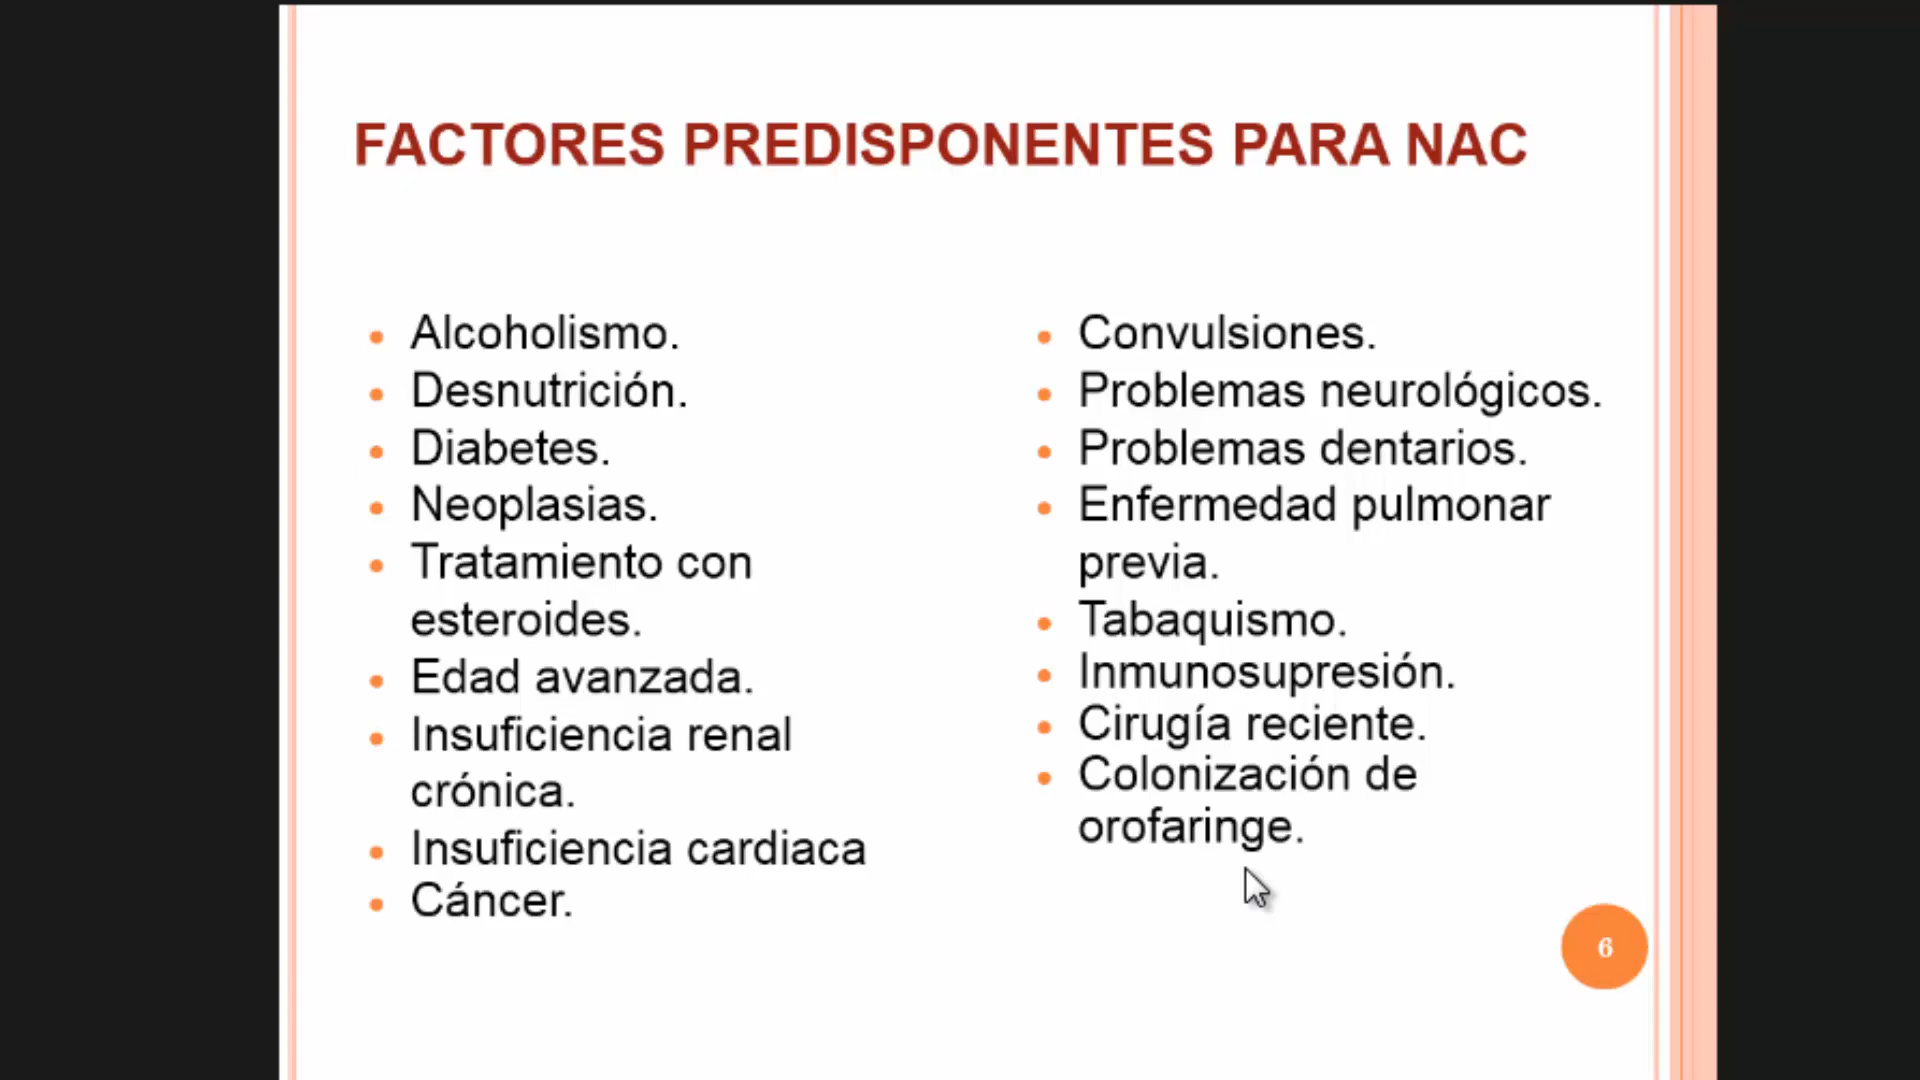 FACTORES PREDISPONENTES PARA NAC
Alcoholismo.
Desnutrición.
Diabetes.
Neoplasias.
Tratamiento con
esteroides.
Edad avanzada.
Insuficiencia renal
crónica.
Insuficiencia cardiaca
Cáncer.
Convulsiones.
Problemas neurológicos.
Problemas dentarios.
Enfermedad pulmonar
previa.
Tabaquismo.
Inmunosupresión.
Cirugía reciente.
Colonización de
orofaringe.
6